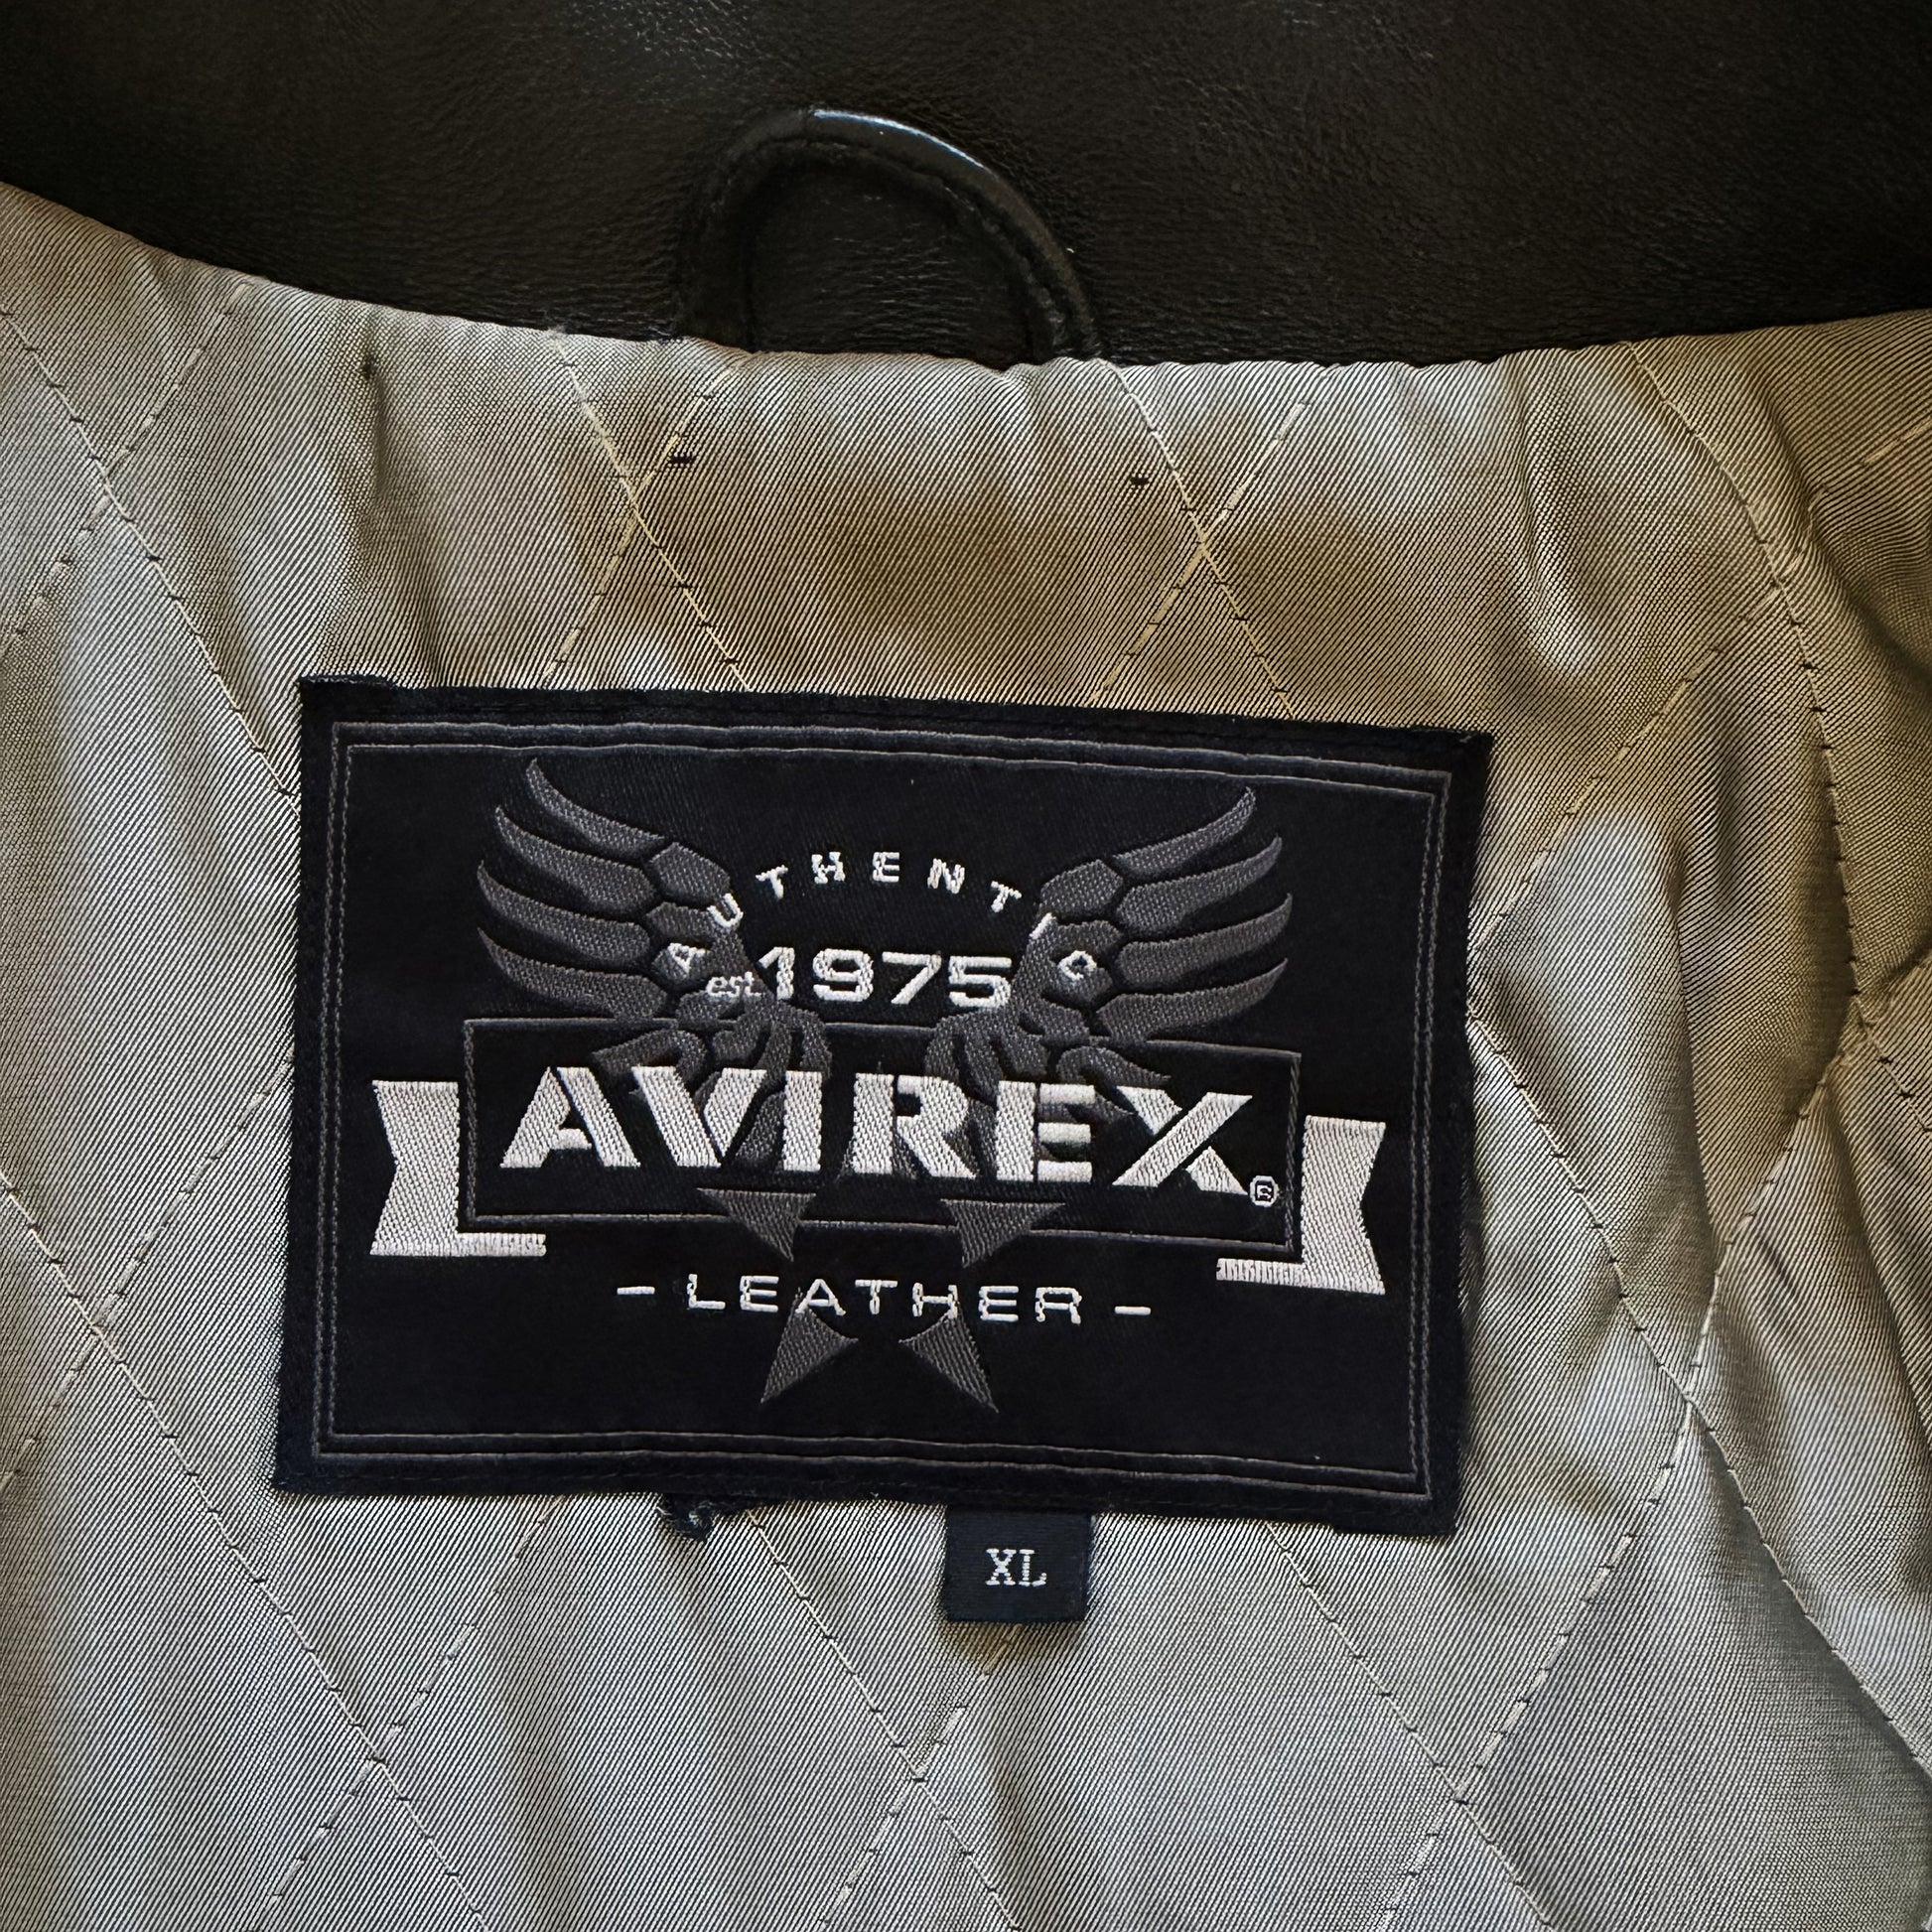 AUTHENTIC
est 1975
AVIREX®
- LEATHER -
XL